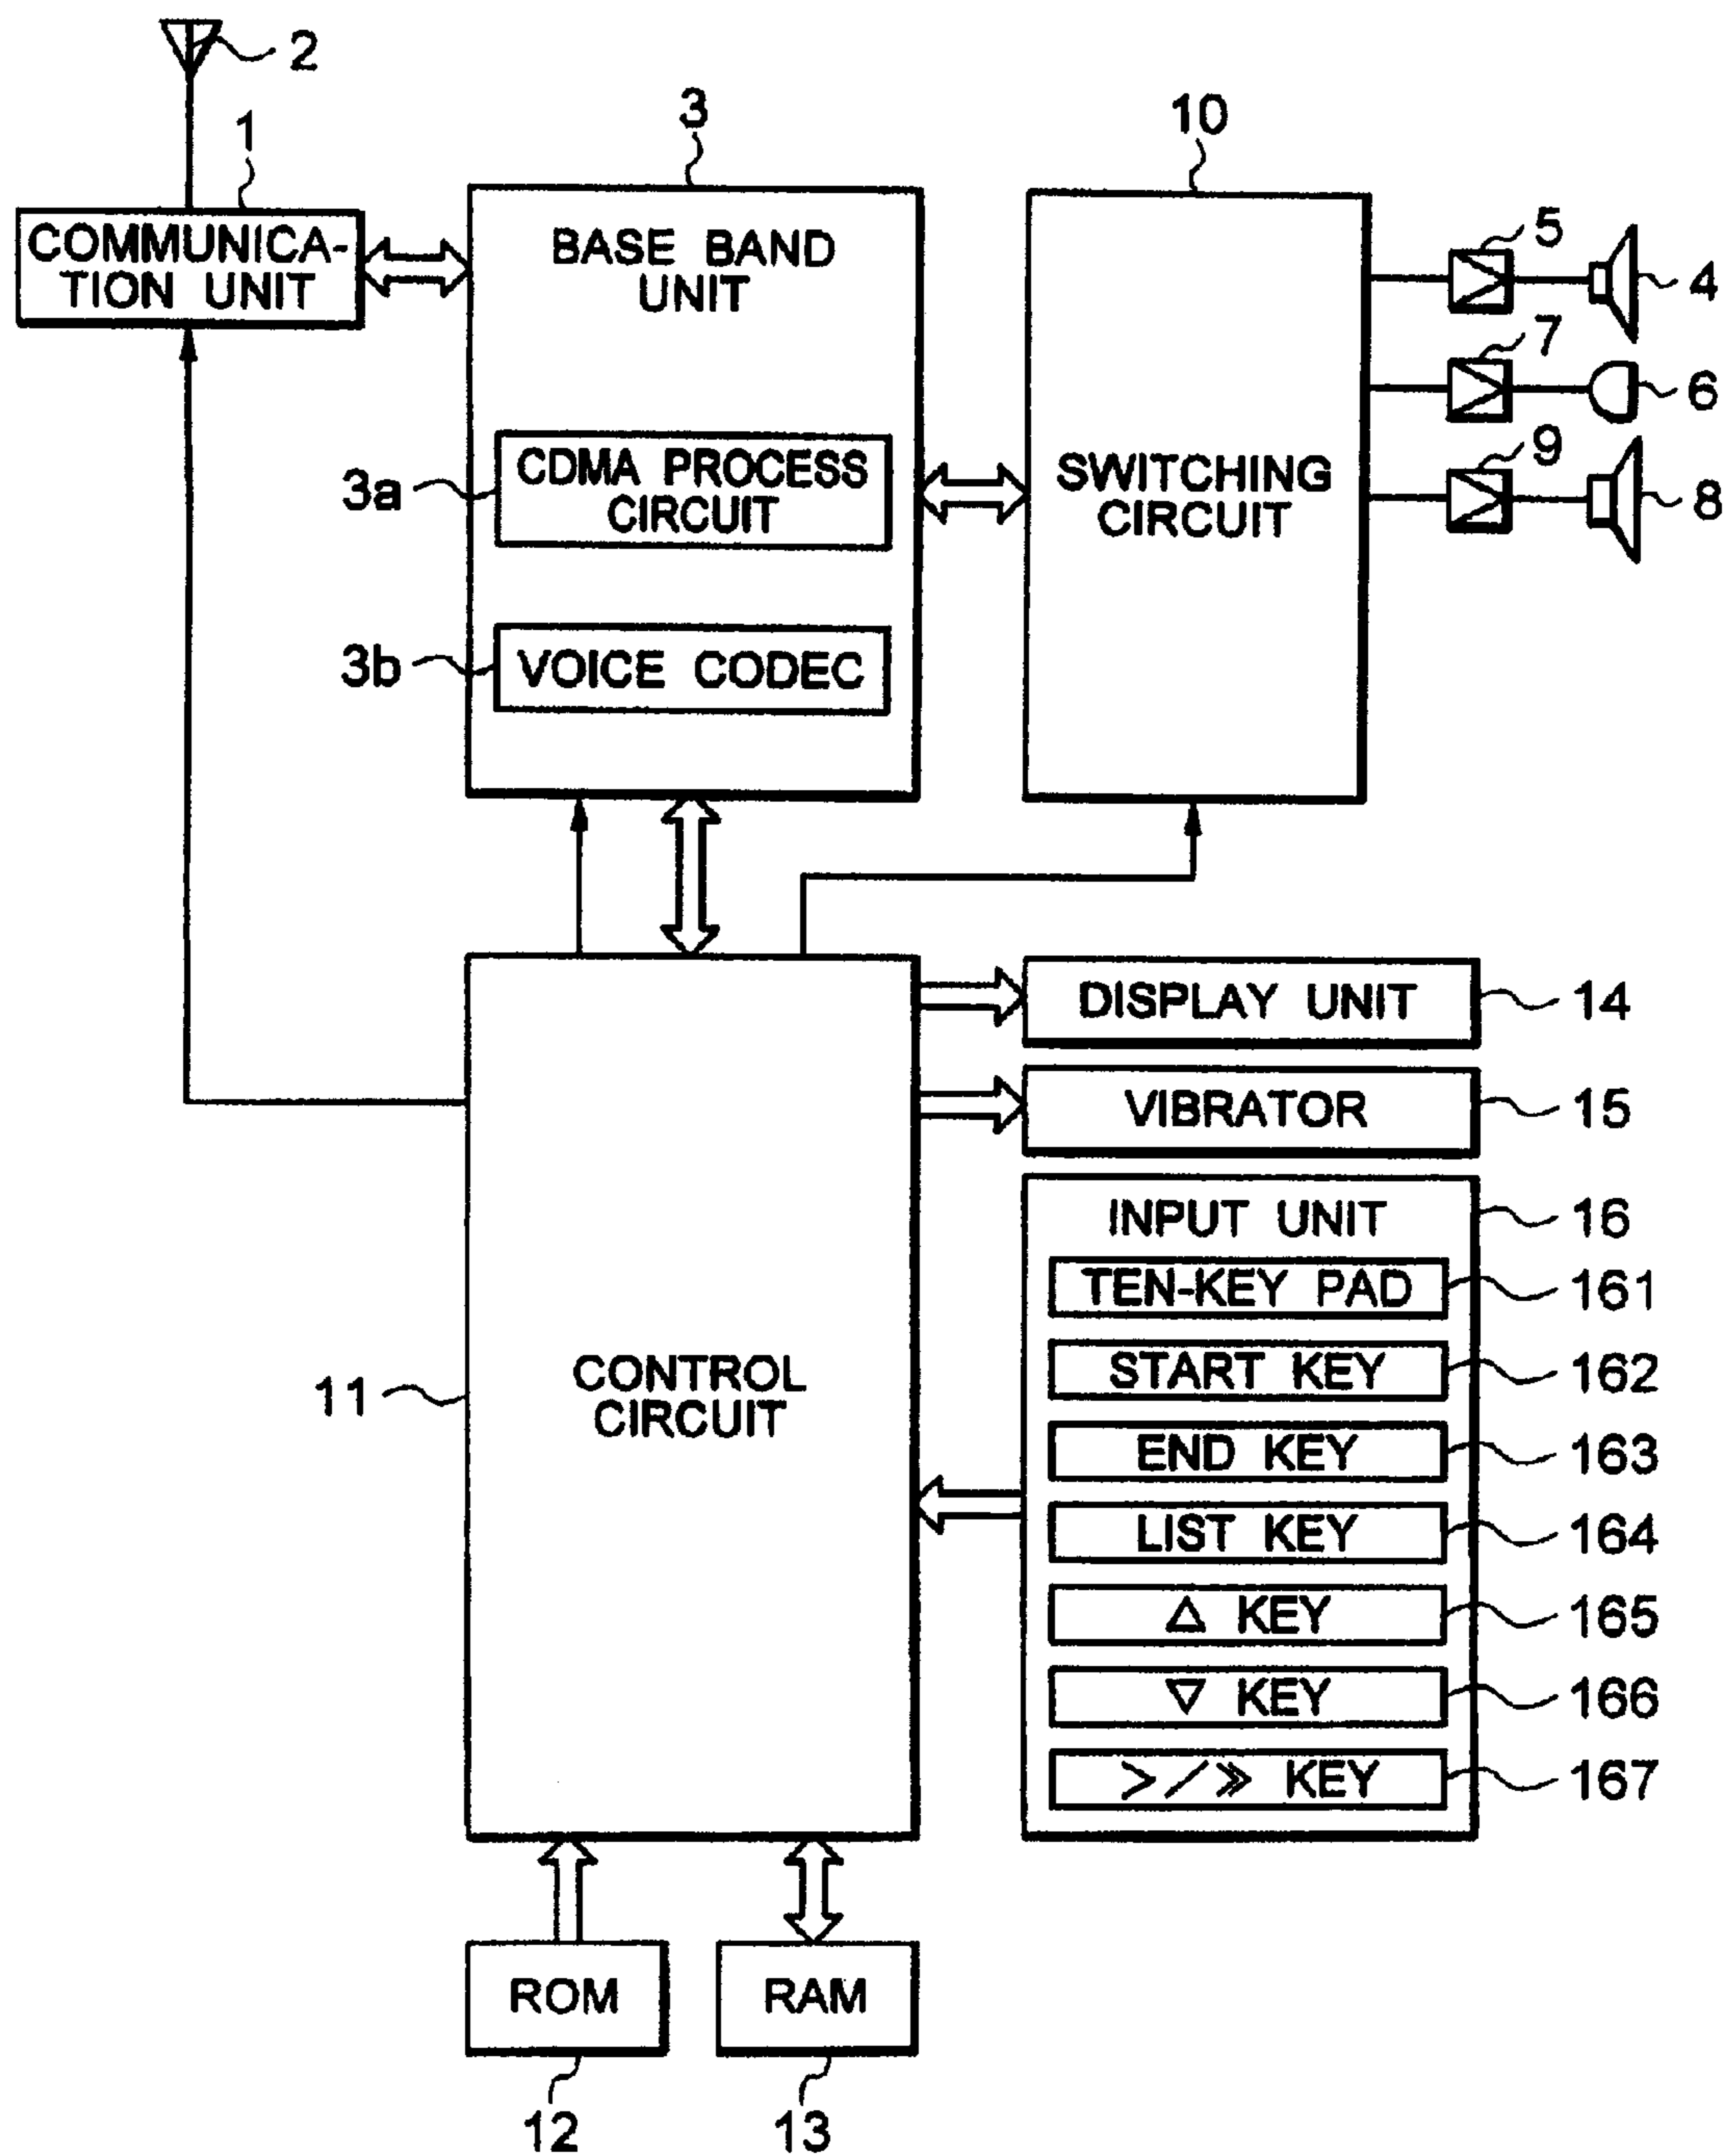 2
1
3
10
COMMUNICA-
TION UNIT
BASE BAND
UNIT
5
4
7
6
9
8
3a
CDMA PROCESS
CIRCUIT
SWITCHING
CIRCUIT
3b
VOICE CODEC
DISPLAY UNIT
14
VIBRATOR
15
INPUT UNIT
16
TEN-KEY PAD
161
START KEY
162
11
CONTROL
CIRCUIT
END KEY
163
LIST KEY
164
△ KEY
165
▽ KEY
166
>/≫ KEY
167
ROM
RAM
12
13